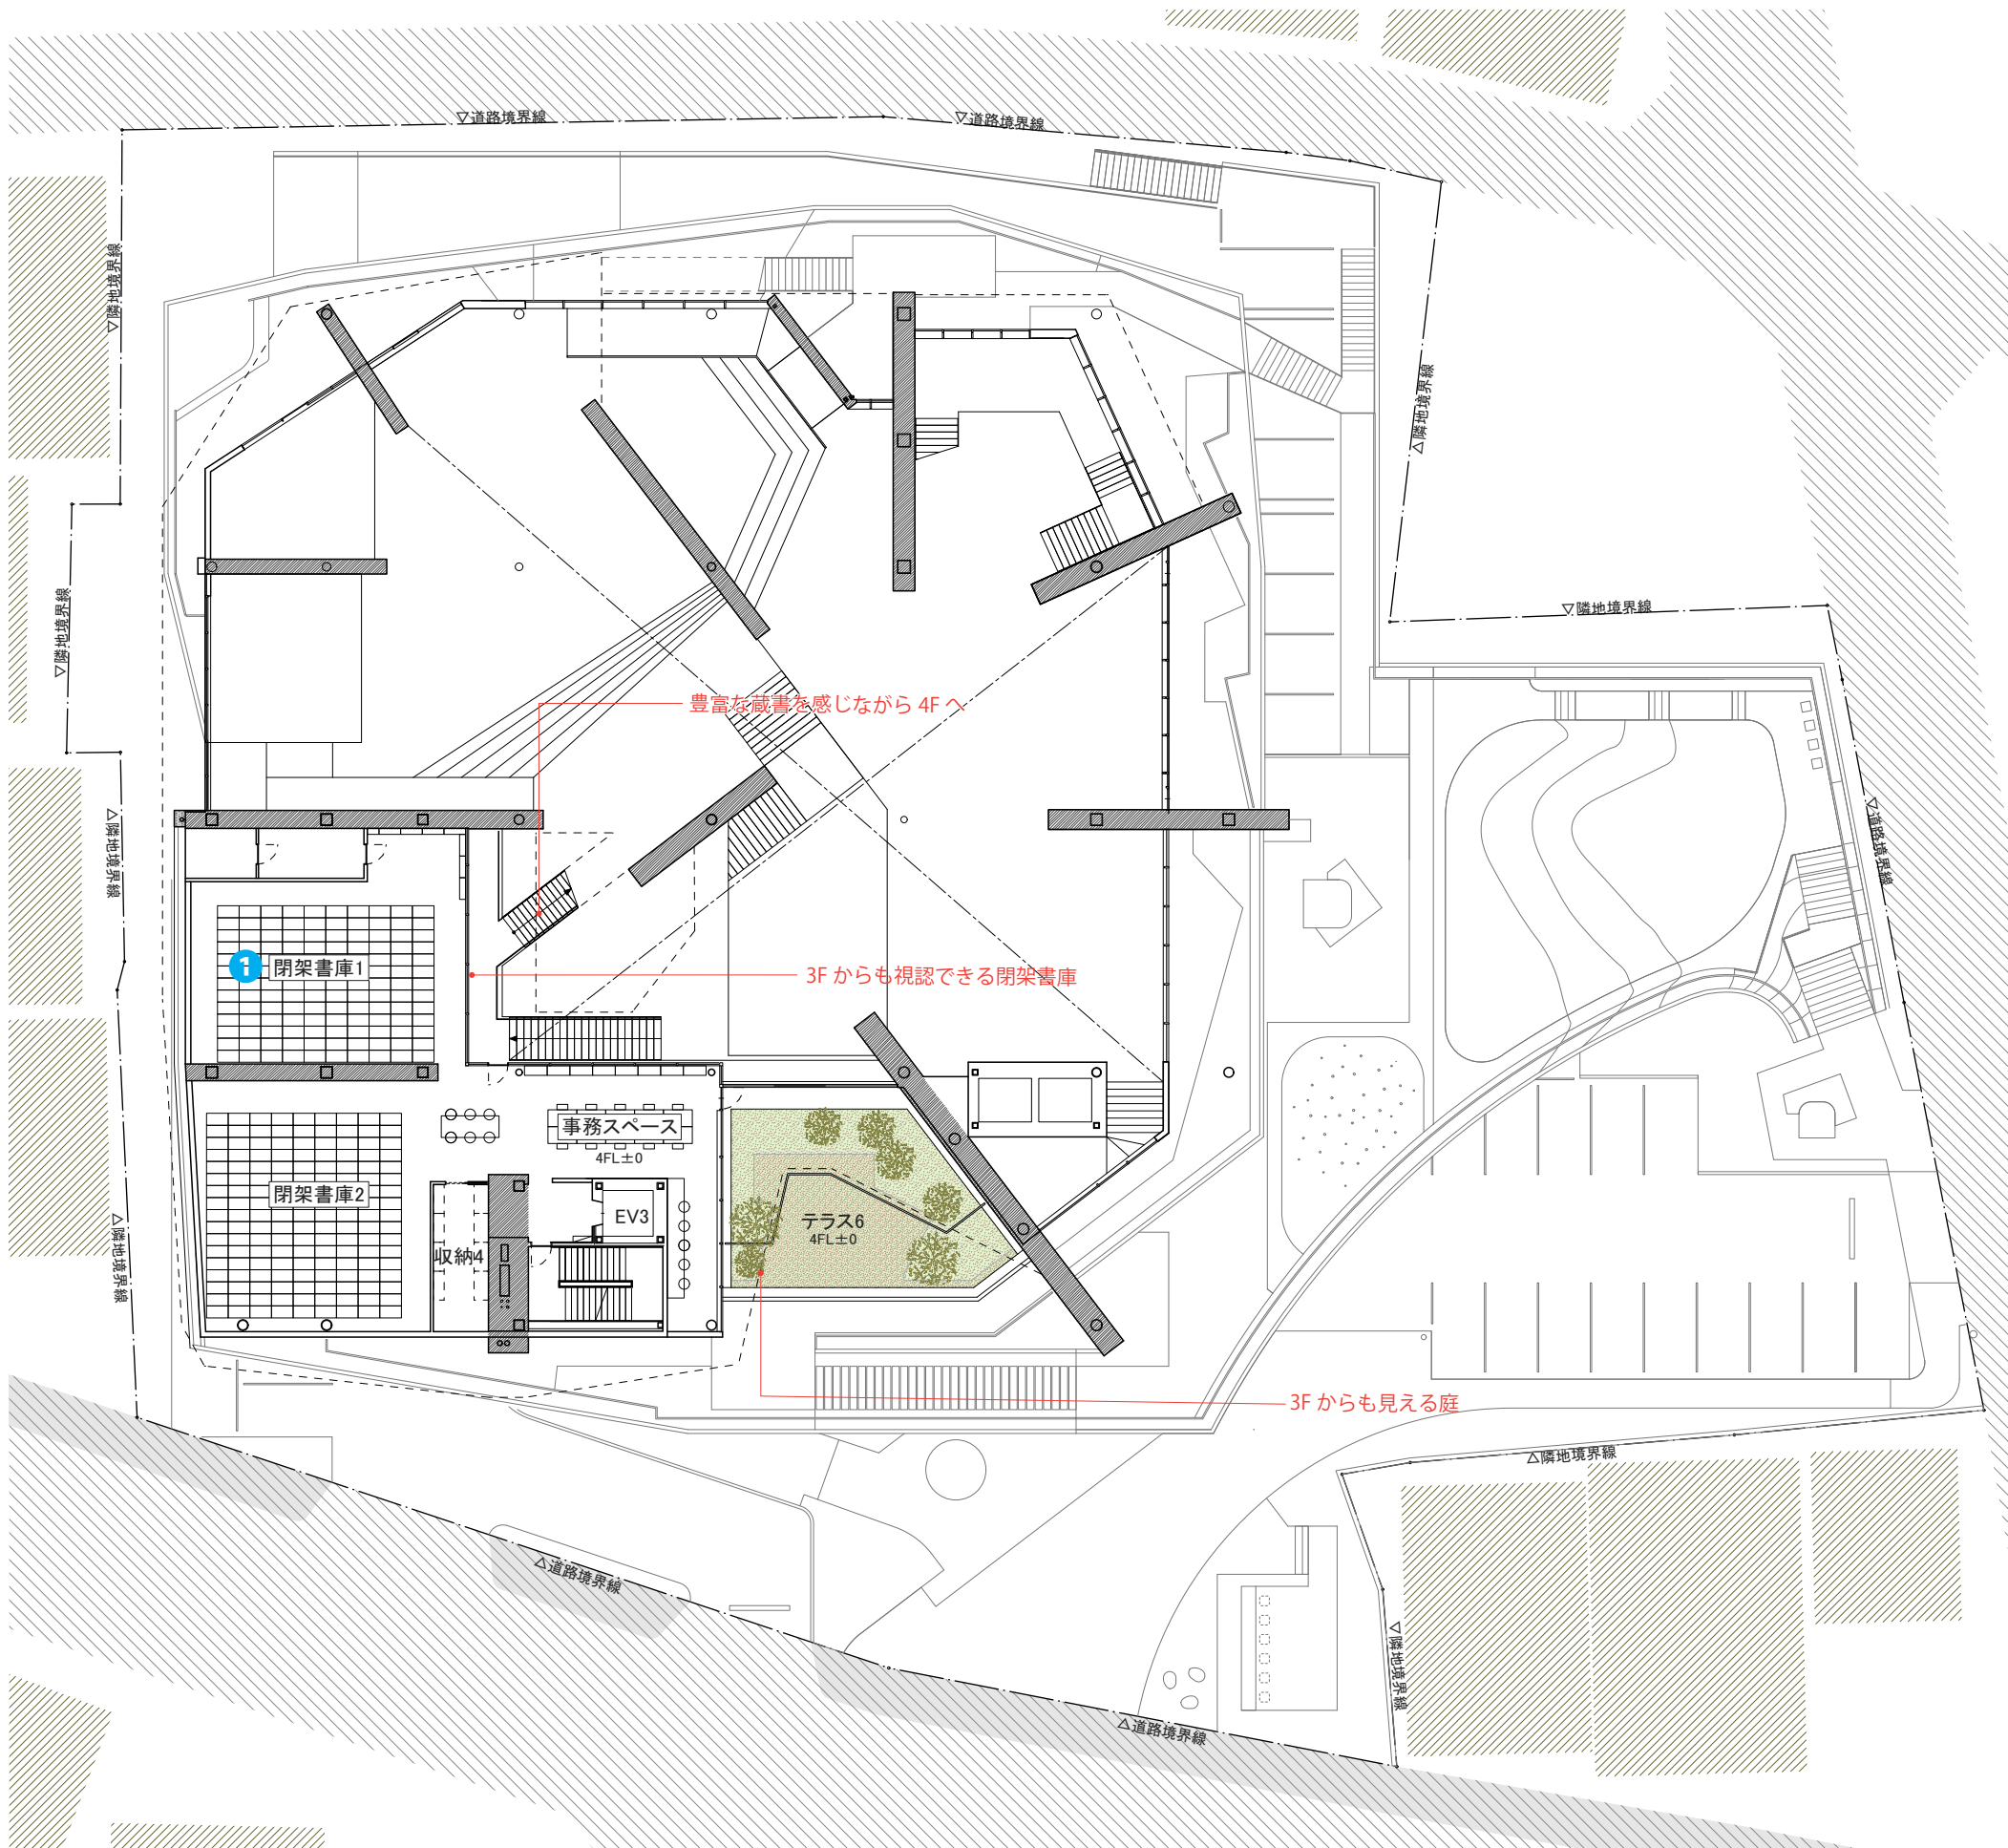 ▽道路境界線
▽道路境界線
▽隣地境界線
△隣地境界線
▽隣地境界線
▽隣地境界線
豊富な蔵書を感じながら 4F へ
△隣地境界線
▽道路境界線
1
閉架書庫1
3F からも視認できる閉架書庫
事務スペース
4FL±0
閉架書庫2
EV3
収納4
テラス6
4FL±0
△隣地境界線
3F からも見える庭
△隣地境界線
△道路境界線
▽隣地境界線
△道路境界線